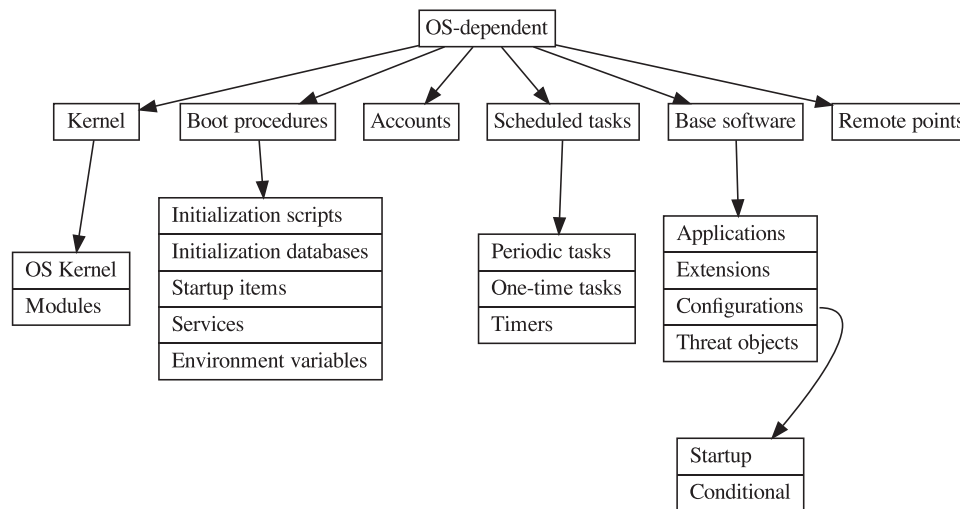 OS-dependent
Kernel
Boot procedures
Accounts
Scheduled tasks
Base software
Remote points
OS Kernel
Modules
Initialization scripts
Initialization databases
Startup items
Services
Environment variables
Periodic tasks
One-time tasks
Timers
Applications
Extensions
Configurations
Threat objects
Startup
Conditional